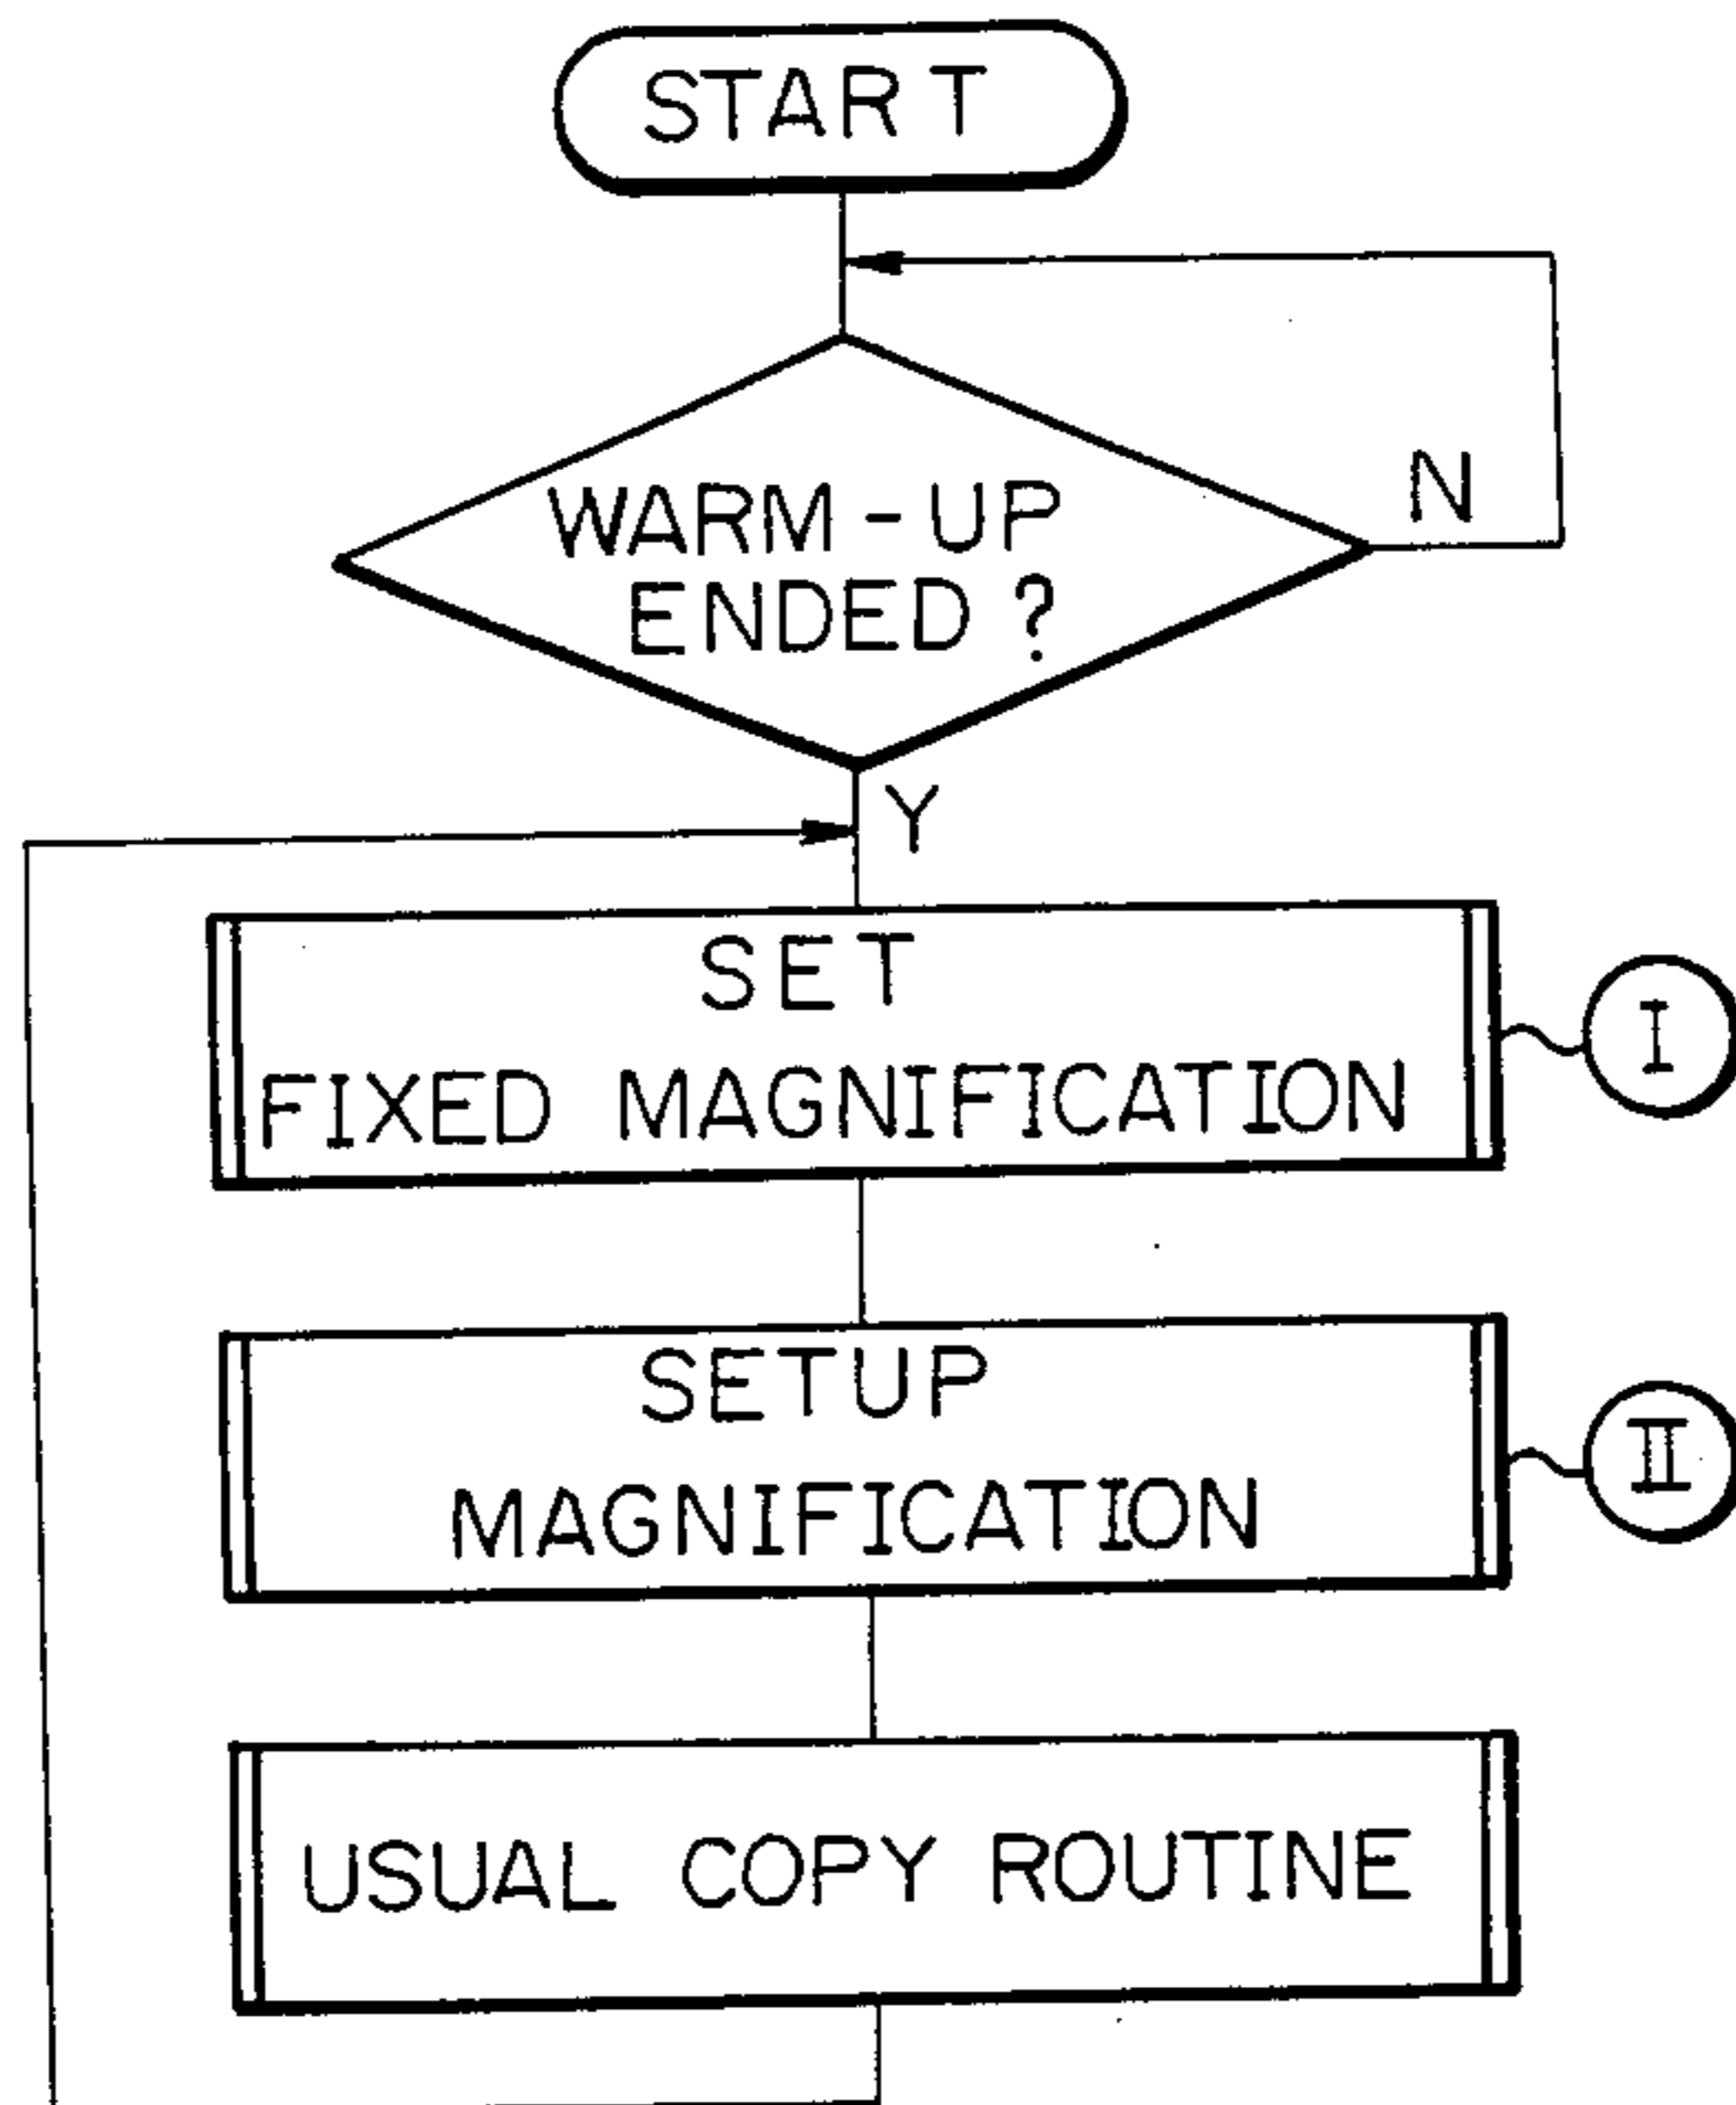 START
WARM-UP
ENDED?
N
Y
SET
FIXED MAGNIFICATION
I
SETUP
MAGNIFICATION
II
USUAL COPY ROUTINE